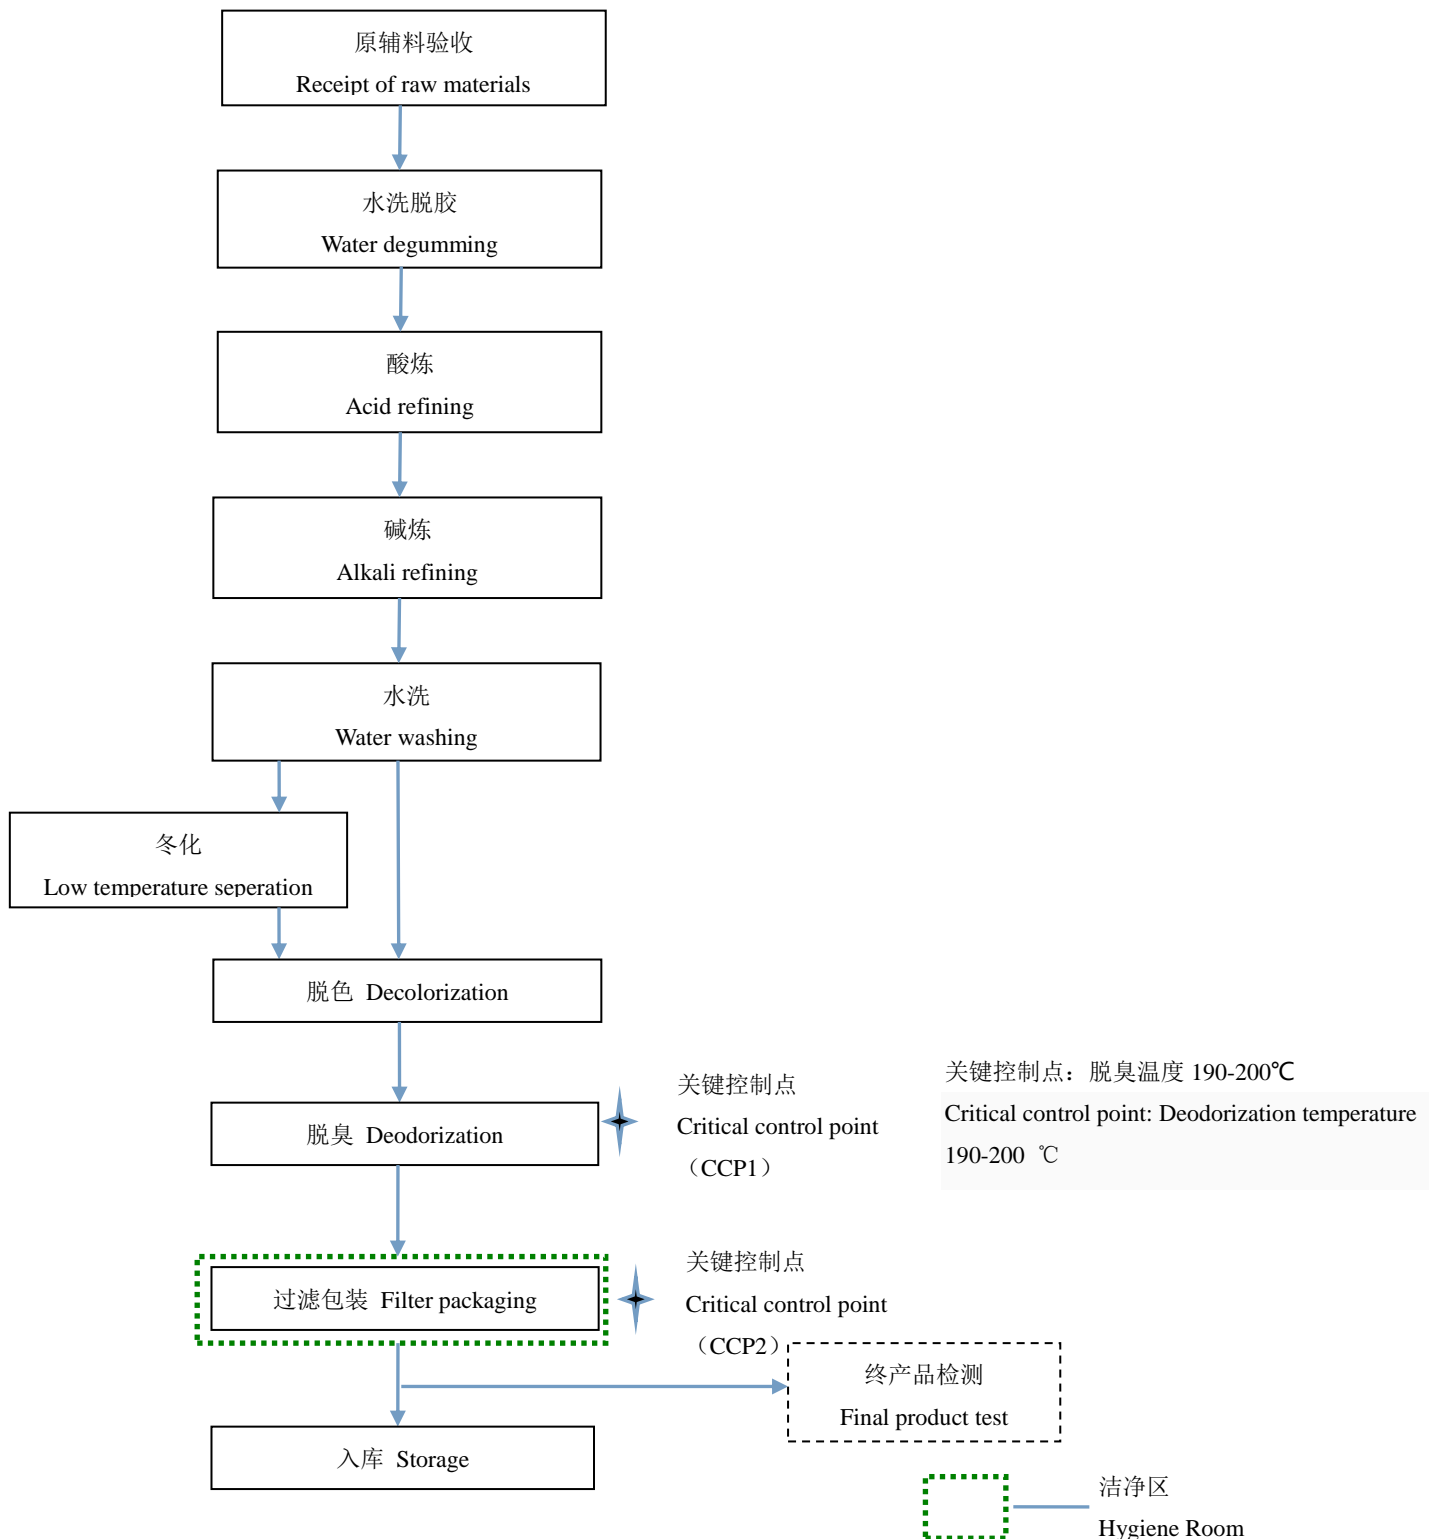 原辅料验收
Receipt of raw materials
水洗脱胶
Water degumming
酸炼
Acid refining
碱炼
Alkali refining
水洗
Water washing
冬化
Low temperature seperation
脱色 Decolorization
脱臭 Deodorization
关键控制点
Critical control point
（CCP1）
关键控制点：脱臭温度 190-200℃
Critical control point: Deodorization temperature
190-200 ℃
过滤包装 Filter packaging
关键控制点
Critical control point
（CCP2）
终产品检测
Final product test
入库 Storage
洁净区
Hygiene Room